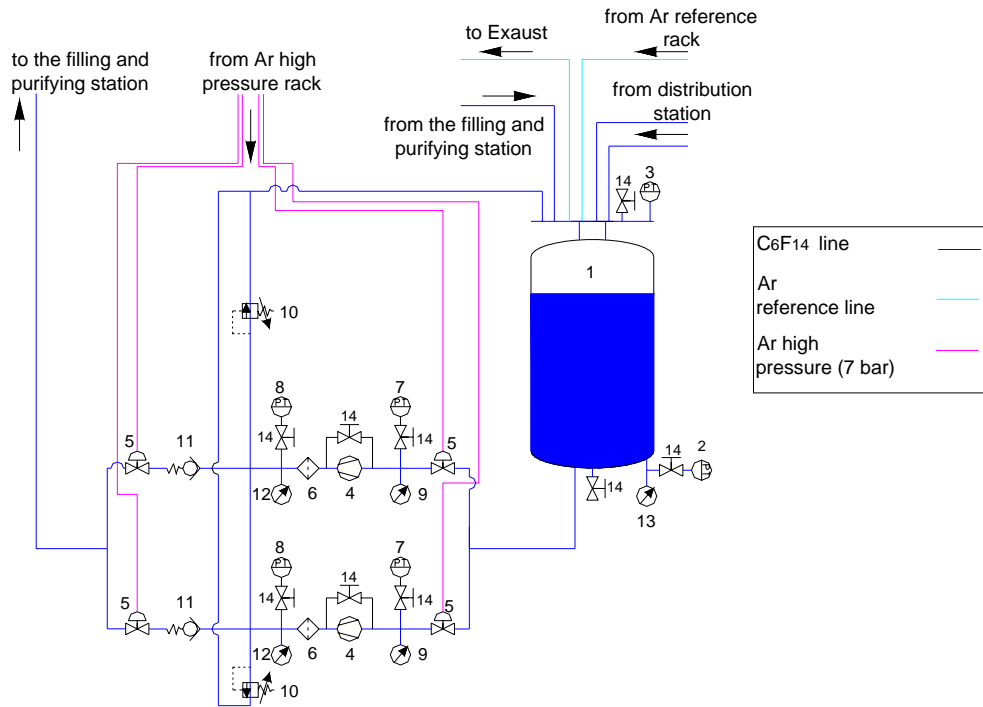 to the filling and
purifying station
from Ar high
pressure rack
to Exaust
from Ar reference
rack
from distribution
station
from the filling and
purifying station
14
3
PT
1
C6F14 line
Ar
reference line
Ar high
pressure (7 bar)
10
8
PT
7
PT
14
5
11
14
14
5
14
2
12
6
4
9
14
13
8
PT
7
PT
14
5
11
14
14
5
12
6
4
9
10